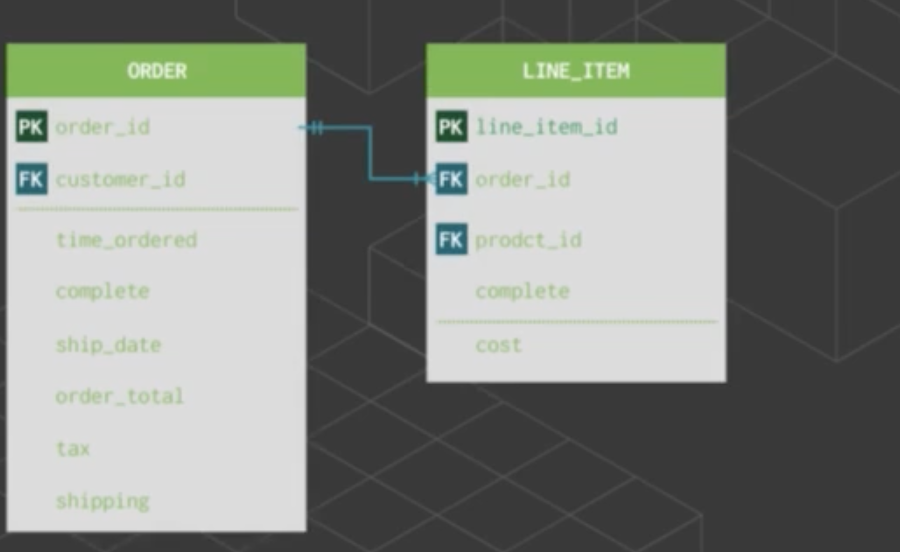 ORDER
PK order_id
FK customer_id
time_ordered
complete
ship_date
order_total
tax
shipping
LINE_ITEM
PK line_item_id
FK order_id
FK prodct_id
complete
cost